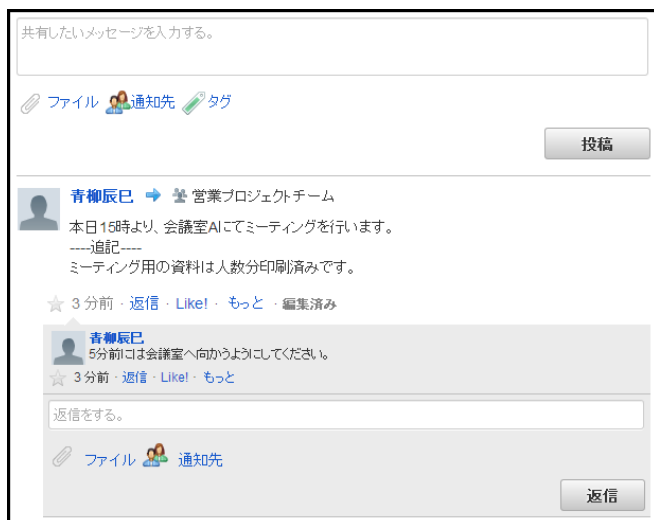 共有したいメッセージを入力する。
ファイル 通知先 タグ
投稿
青柳辰巳 営業プロジェクトチーム
本日15時より、会議室Aにてミーティングを行います。
----追記----
ミーティング用の資料は人数分印刷済みです。
3 分前 · 返信 · Like! · もっと · 編集済み
青柳辰巳
5分前には会議室へ向かうようにしてください。
3 分前 · 返信 · Like! · もっと
返信をする。
ファイル 通知先
返信